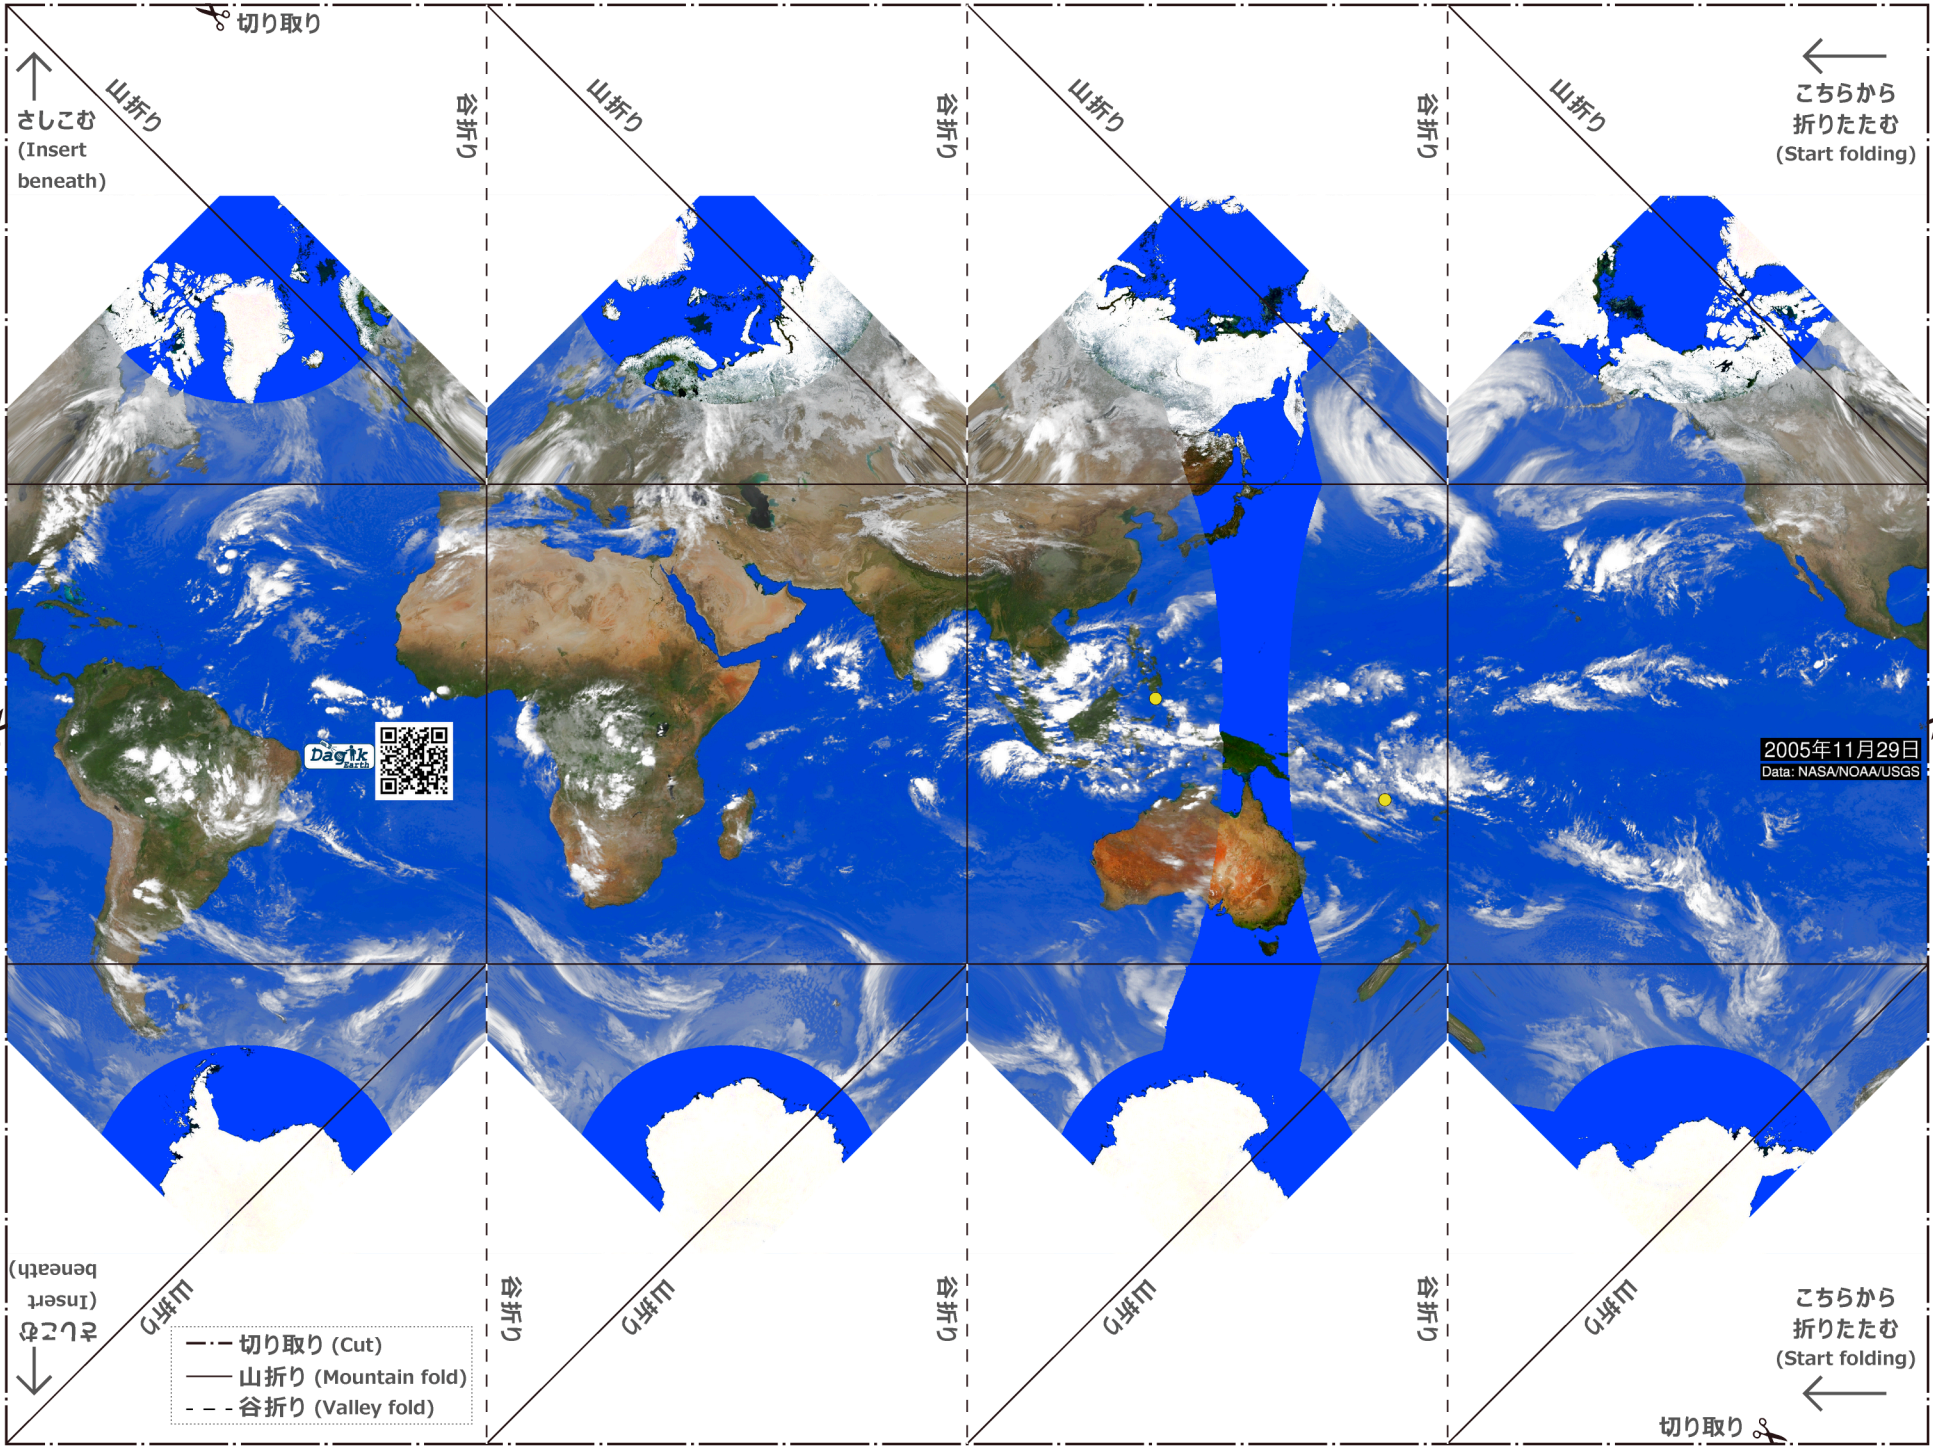 切り取り
さしこむ
(Insert
beneath)
山折り
谷折り
山折り
谷折り
山折り
谷折り
山折り
こちらから
折りたたむ
(Start folding)
Dagik
Earth
2005年11月29日
Data: NASA/NOAA/USGS
さしこむ
(Insert
beneath)
山折り
谷折り
山折り
谷折り
山折り
谷折り
山折り
切り取り (Cut)
山折り (Mountain fold)
谷折り (Valley fold)
こちらから
折りたたむ
(Start folding)
切り取り